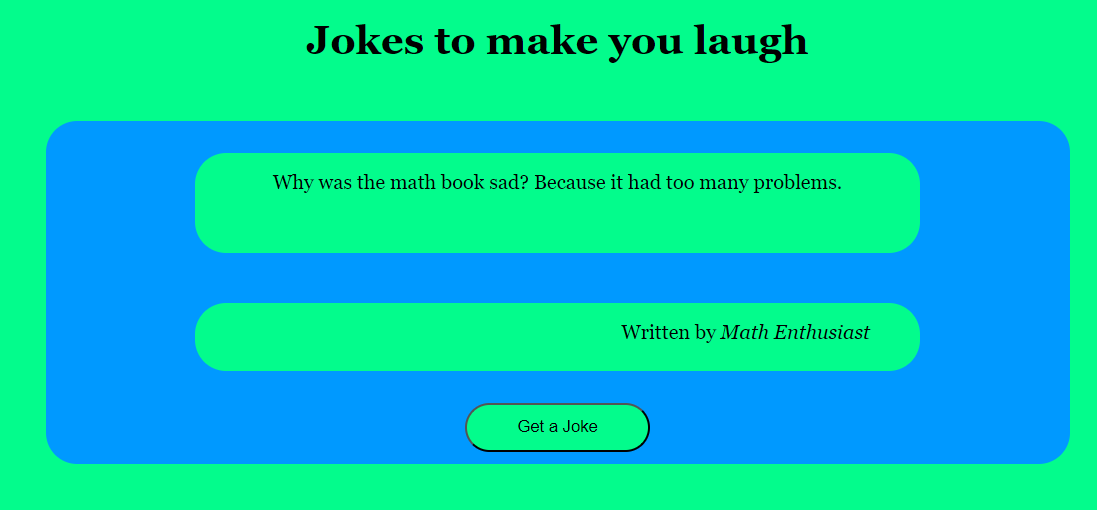 Jokes to make you laugh
Why was the math book sad? Because it had too many problems.
Written by Math Enthusiast
Get a Joke